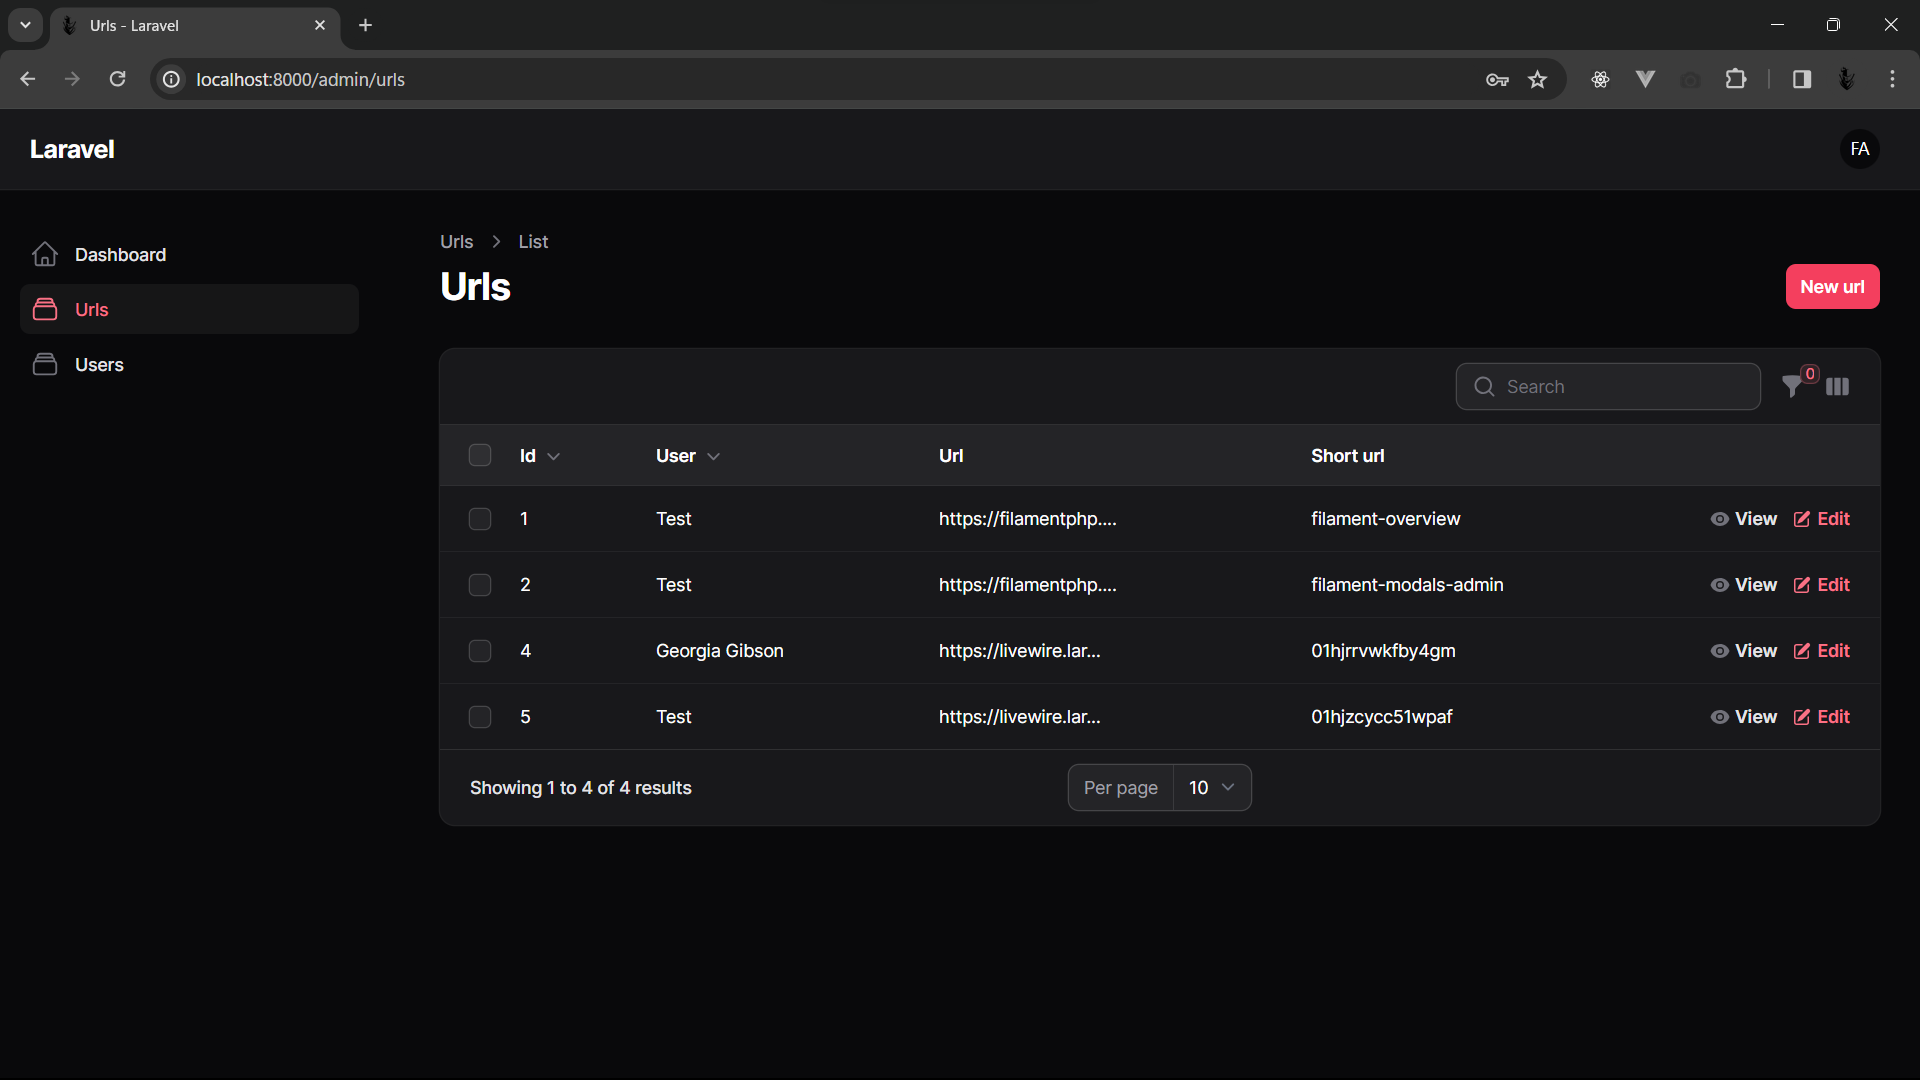 Urls - Laravel
localhost:8000/admin/urls
Laravel
FA
Dashboard
Urls
Users
Urls > List
Urls
New url
Search
0
Id User Url Short url
1 Test https://filamentphp.... filament-overview View Edit
2 Test https://filamentphp.... filament-modals-admin View Edit
4 Georgia Gibson https://livewire.lar... 01hjrrvwkfby4gm View Edit
5 Test https://livewire.lar... 01hjzcycc51wpaf View Edit
Showing 1 to 4 of 4 results
Per page 10